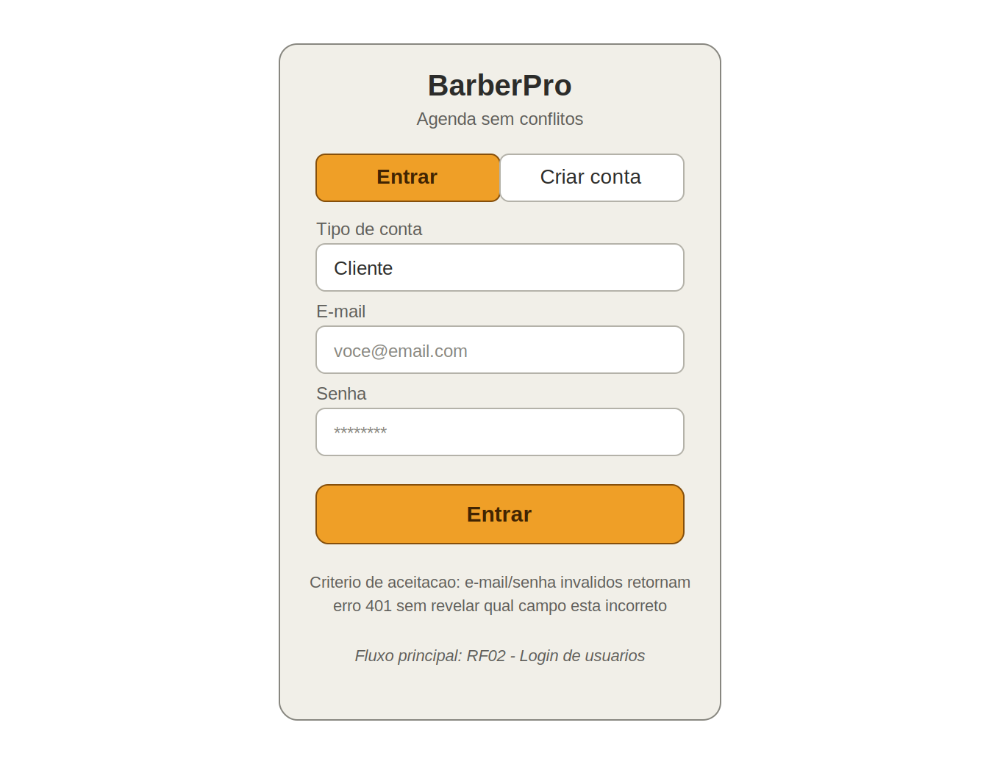 BarberPro
Agenda sem conflitos
Entrar
Criar conta
Tipo de conta
Cliente
E-mail
voce@email.com
Senha
********
Entrar
Criterio de aceitacao: e-mail/senha invalidos retornam
erro 401 sem revelar qual campo esta incorreto
Fluxo principal: RF02 - Login de usuarios